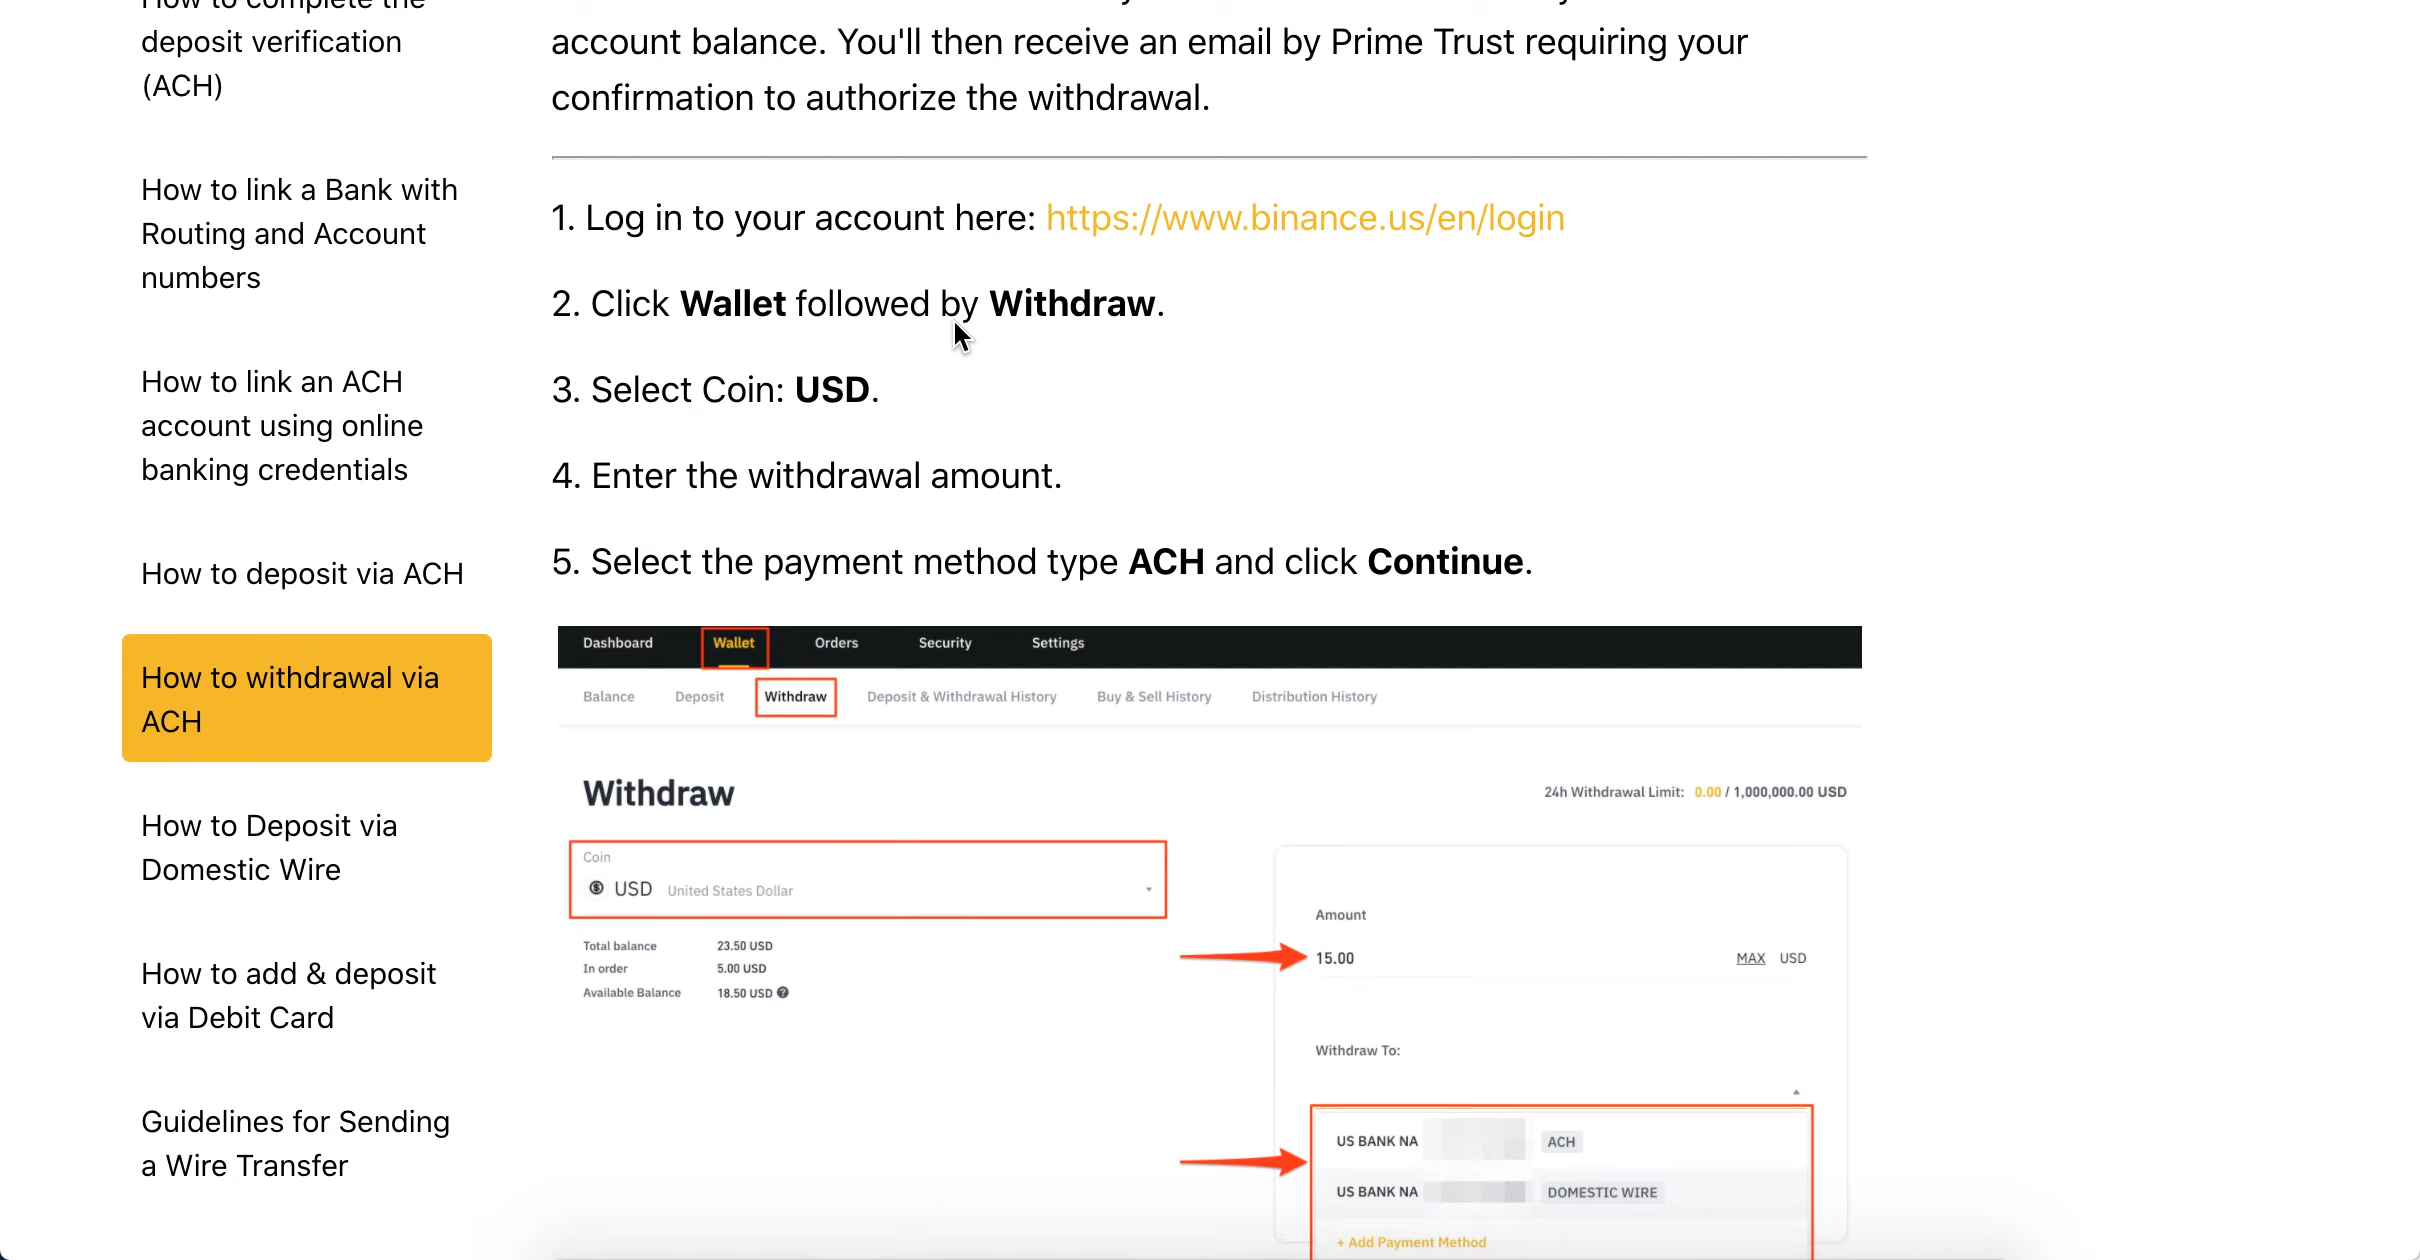 How to complete the
deposit verification
(ACH)
How to link a Bank with
Routing and Account
numbers
How to link an ACH
account using online
banking credentials
How to deposit via ACH
How to withdrawal via
ACH
How to Deposit via
Domestic Wire
How to add & deposit
via Debit Card
Guidelines for Sending
a Wire Transfer
account balance. You'll then receive an email by Prime Trust requiring your
confirmation to authorize the withdrawal.
1. Log in to your account here: https://www.binance.us/en/login
2. Click Wallet followed by Withdraw.
3. Select Coin: USD.
4. Enter the withdrawal amount.
5. Select the payment method type ACH and click Continue.
Dashboard Wallet Orders Security Settings
Balance Deposit Withdraw Deposit & Withdrawal History Buy & Sell History Distribution History
Withdraw
24h Withdrawal Limit: 0.00 / 1,000,000.00 USD
Coin
USD United States Dollar
Total balance 23.50 USD
In order 5.00 USD
Available Balance 18.50 USD
Amount
15.00 MAX USD
Withdraw To:
US BANK NA ACH
US BANK NA DOMESTIC WIRE
+ Add Payment Method